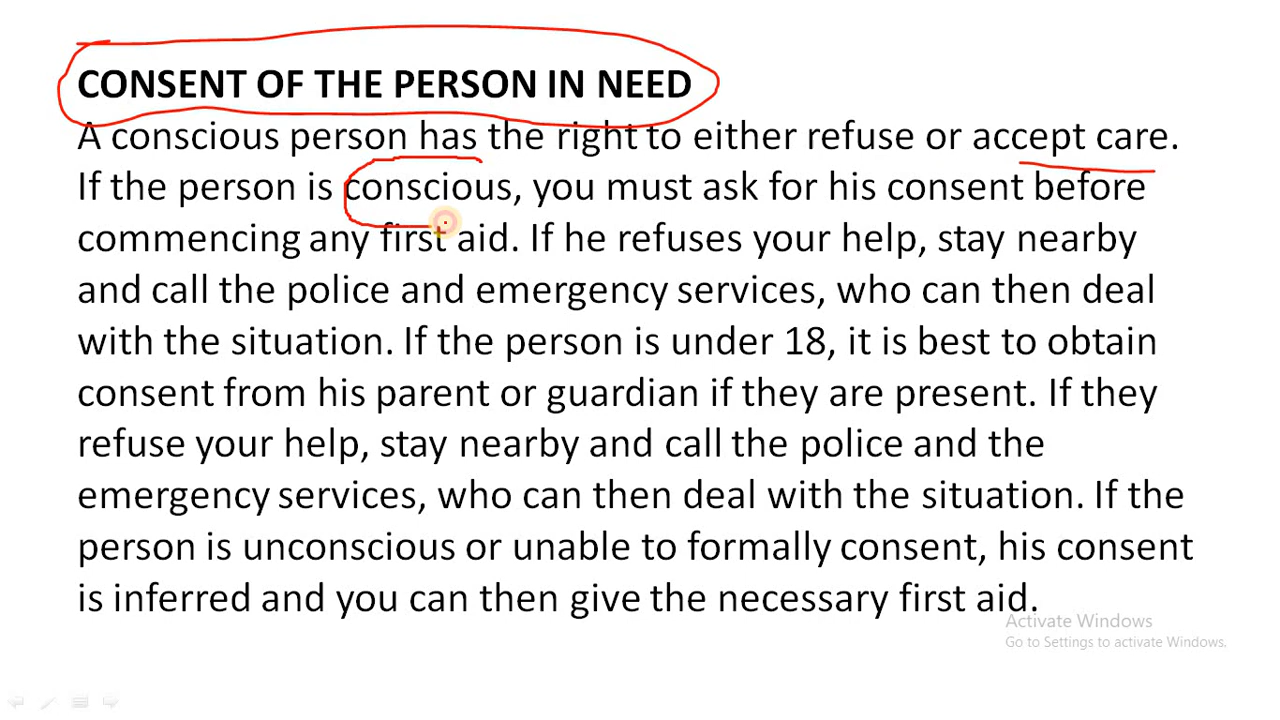 CONSENT OF THE PERSON IN NEED
A conscious person has the right to either refuse or accept care.
If the person is conscious, you must ask for his consent before
commencing any first aid. If he refuses your help, stay nearby
and call the police and emergency services, who can then deal
with the situation. If the person is under 18, it is best to obtain
consent from his parent or guardian if they are present. If they
refuse your help, stay nearby and call the police and the
emergency services, who can then deal with the situation. If the
person is unconscious or unable to formally consent, his consent
is inferred and you can then give the necessary first aid.
Activate Windows
Go to Settings to activate Windows.